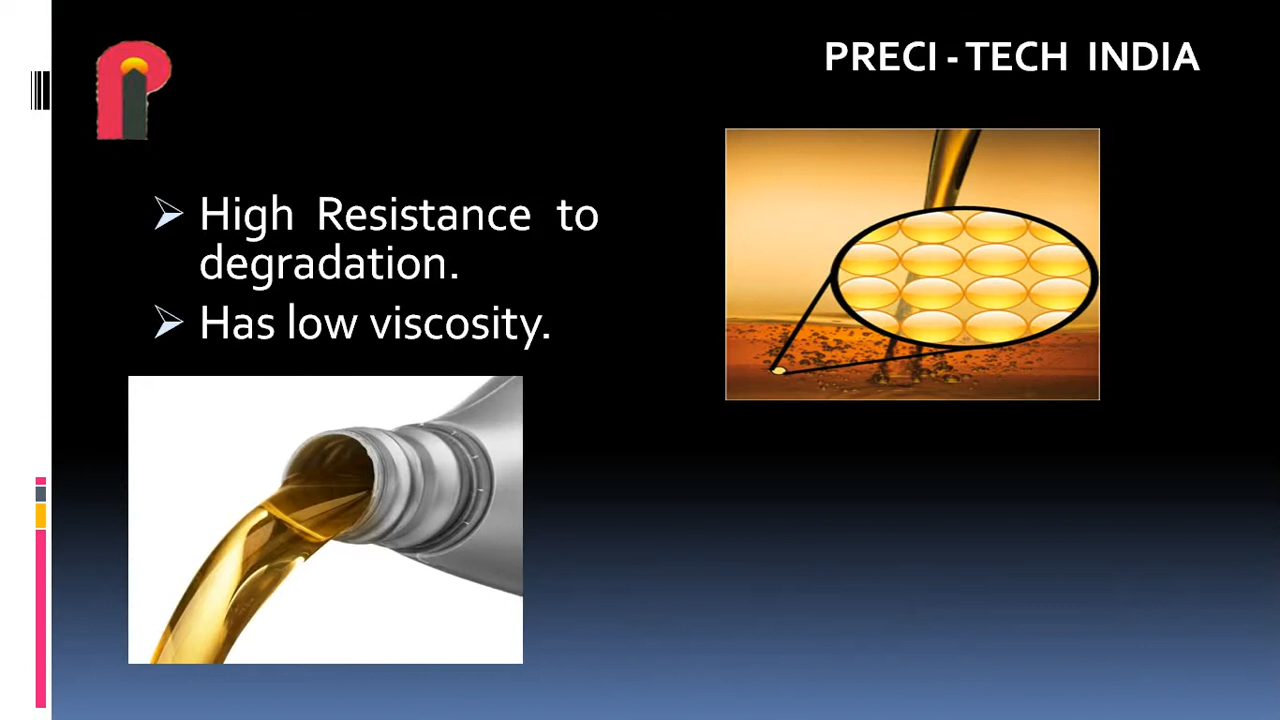 PRECI - TECH INDIA
High Resistance to
degradation.
Has low viscosity.